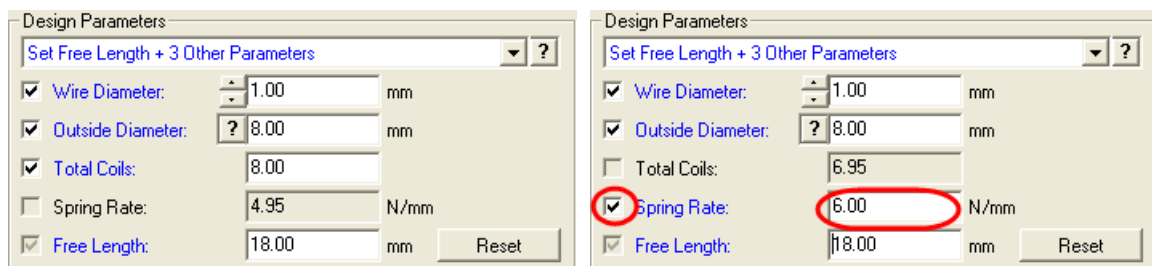 Design Parameters
Set Free Length + 3 Other Parameters ?
Wire Diameter: 1.00 mm
Outside Diameter: ? 8.00 mm
Total Coils: 8.00
Spring Rate: 4.95 N/mm
Free Length: 18.00 mm Reset
Design Parameters
Set Free Length + 3 Other Parameters ?
Wire Diameter: 1.00 mm
Outside Diameter: ? 8.00 mm
Total Coils: 6.95
Spring Rate: 6.00 N/mm
Free Length: 18.00 mm Reset